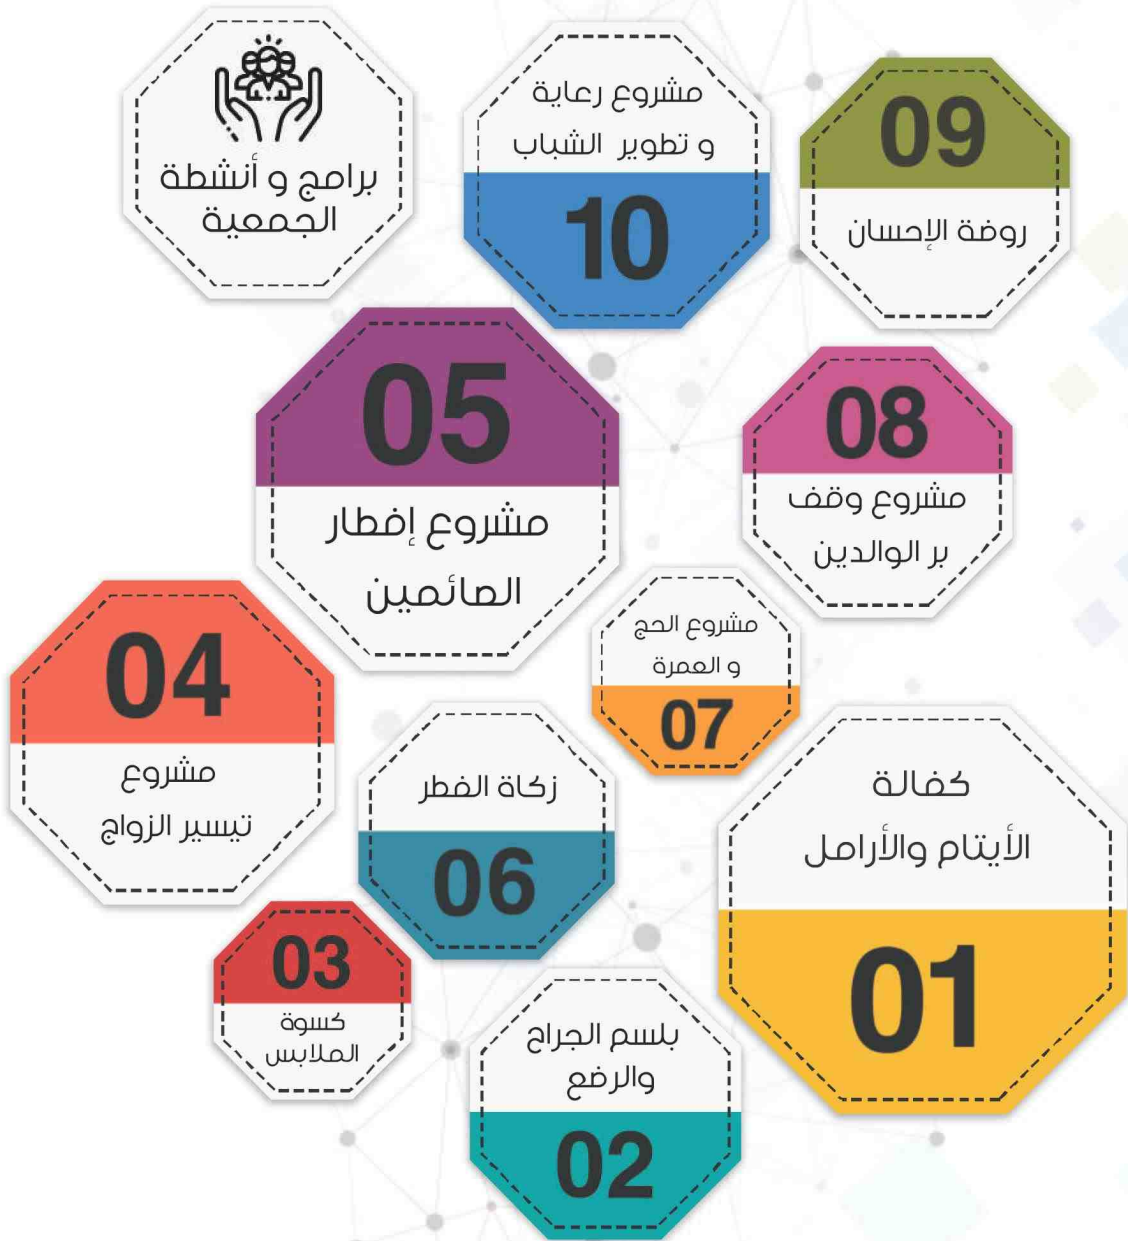 برامج و أنشطة
الجمعية
مشروع رعاية
و تطوير الشباب
10
09
روضة الإحسان
05
مشروع إفطار
الصائمين
08
مشروع وقف
بر الوالدين
مشروع الحج
و العمرة
07
04
مشروع
تيسير الزواج
زكاة الفطر
06
كفالة
الأيتام والأرامل
01
03
كسوة
الملابس
بلسم الجراح
والرضع
02